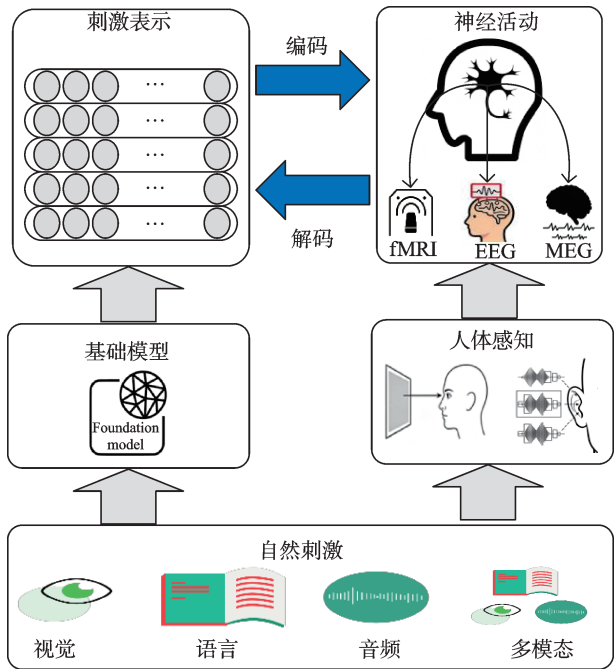 刺激表示
编码
神经活动
...
...
...
...
...
解码
fMRI
EEG
MEG
基础模型
Foundation
model
人体感知
自然刺激
视觉
语言
音频
多模态